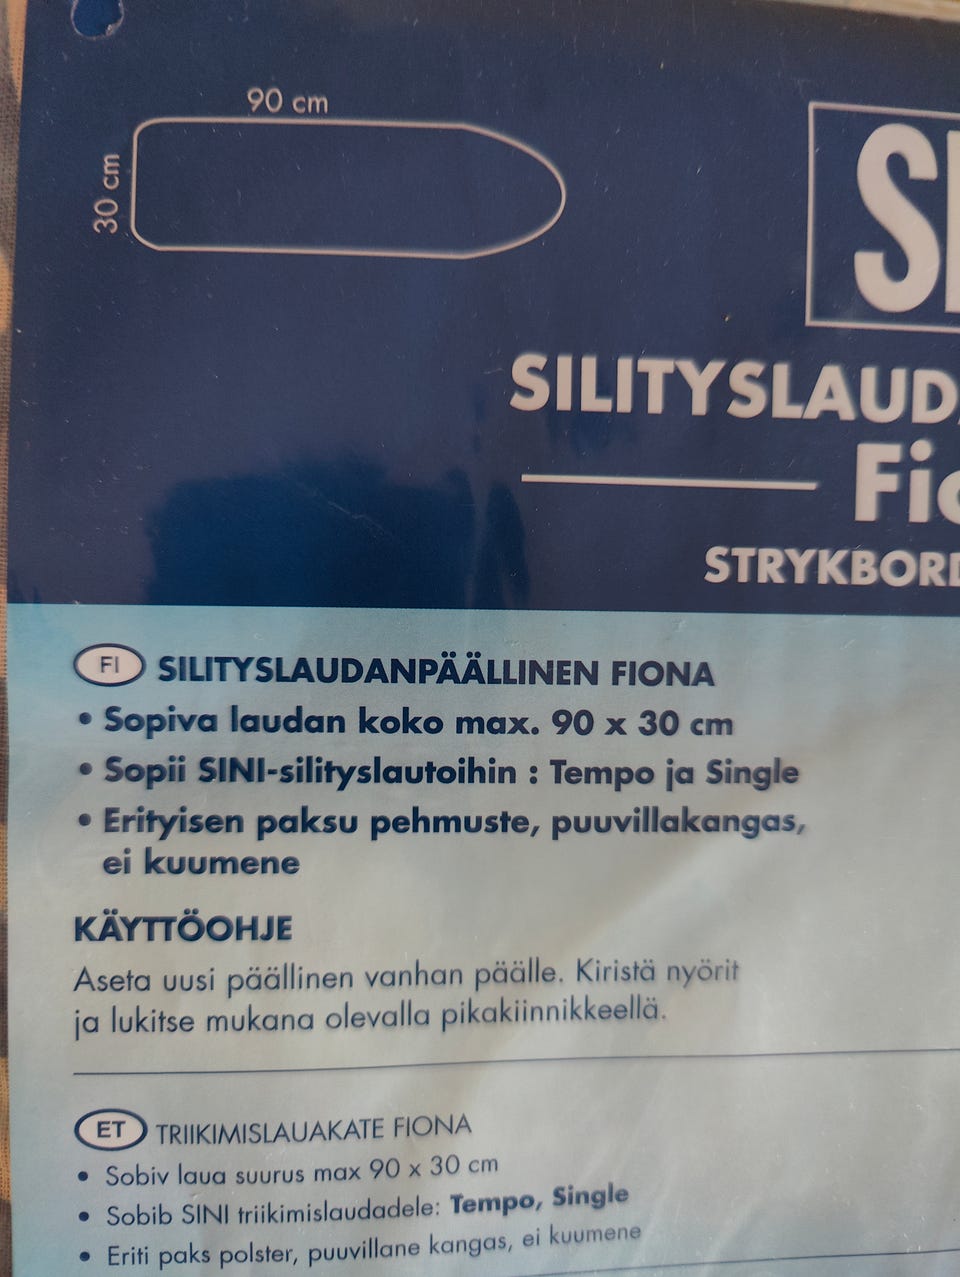 90 cm
30 cm
SILITYSLAUD
STRYKBORD
FI SILITYSLAUDANPÄÄLLINEN FIONA
• Sopiva laudan koko max. 90 x 30 cm
• Sopii SINI-silityslautoihin : Tempo ja Single
• Erityisen paksu pehmuste, puuvillakangas,
ei kuumene
KÄYTTÖOHJE
Aseta uusi päällinen vanhan päälle. Kiristä nyörit
ja lukitse mukana olevalla pikakiinnikkeellä.
ET TRIIKIMISLAUAKATE FIONA
• Sobiv laua suurus max 90 x 30 cm
• Sobib SINI triikimislaudadele: Tempo, Single
• Eriti paks polster, puuvillane kangas, ei kuumene